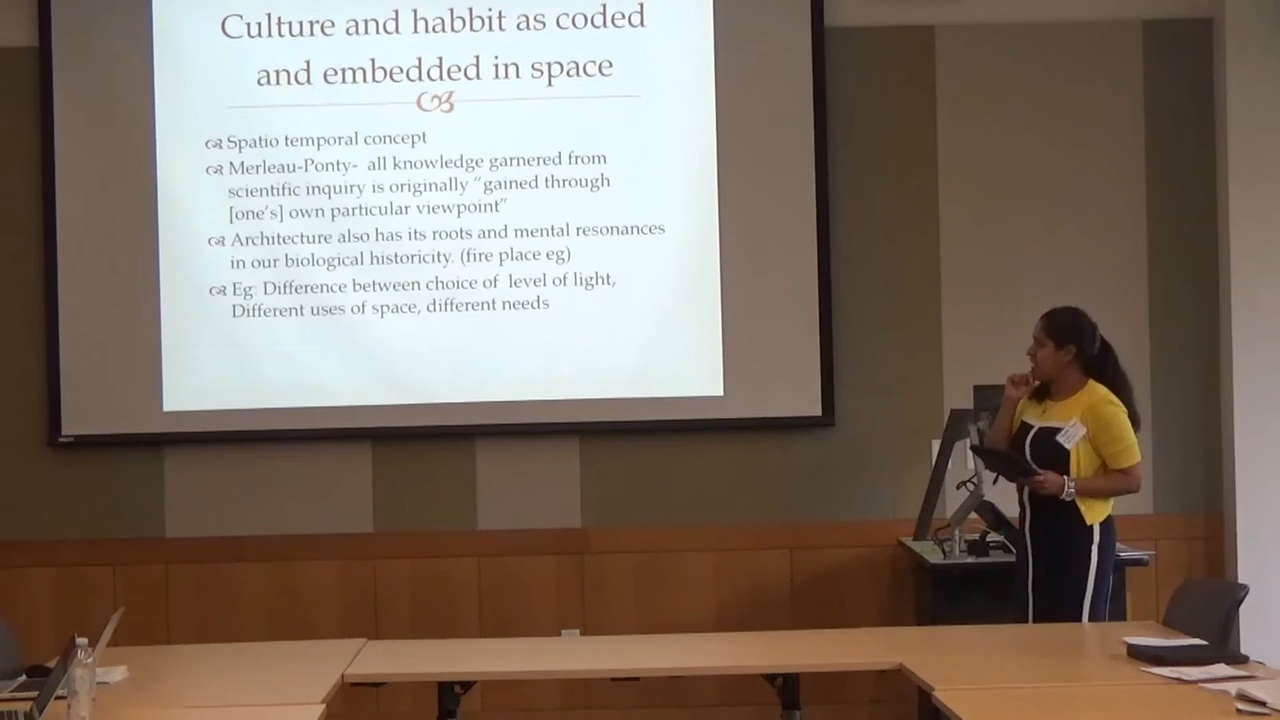 Culture and habbit as coded
and embedded in space
Spatio temporal concept
Merleau-Ponty- all knowledge garnered from
scientific inquiry is originally “gained through
[one's] own particular viewpoint”
Architecture also has its roots and mental resonances
in our biological historicity. (fire place eg)
Eg: Difference between choice of level of light,
Different uses of space, different needs